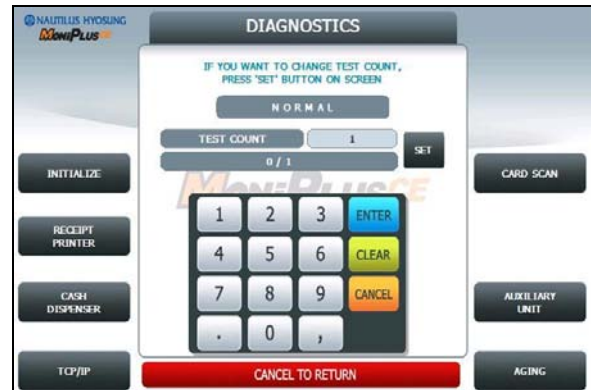 NAUTILUS HYOSUNG
MoniPlus CE
DIAGNOSTICS
IF YOU WANT TO CHANGE TEST COUNT,
PRESS 'SET' BUTTON ON SCREEN
NORMAL
TEST COUNT 1
SET
0 / 1
INITIALIZE
CARD SCAN
MoniPlus CE
1 2 3 ENTER
RECEIPT
PRINTER
4 5 6 CLEAR
7 8 9 CANCEL
CASH
DISPENSER
AUXILIARY
UNIT
. 0 ,
TCP/IP
CANCEL TO RETURN
AGING